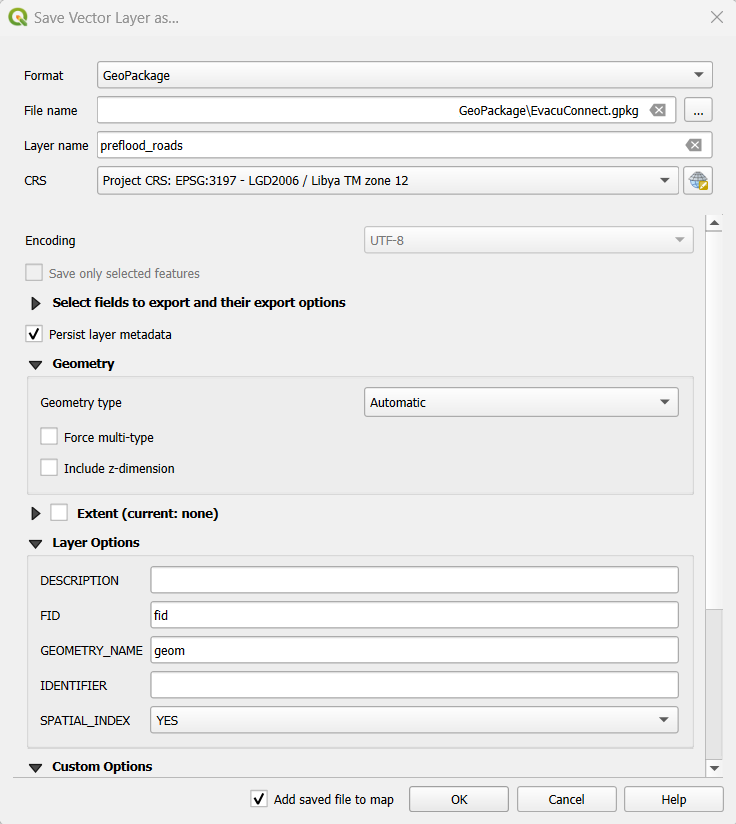 Save Vector Layer as...
Format GeoPackage
File name GeoPackage\EvacuConnect.gpkg ...
Layer name preflood_roads
CRS Project CRS: EPSG:3197 - LGD2006 / Libya TM zone 12
Encoding UTF-8
Save only selected features
Select fields to export and their export options
Persist layer metadata
Geometry
Geometry type Automatic
Force multi-type
Include z-dimension
Extent (current: none)
Layer Options
DESCRIPTION
FID fid
GEOMETRY_NAME geom
IDENTIFIER
SPATIAL_INDEX YES
Custom Options
Add saved file to map OK Cancel Help